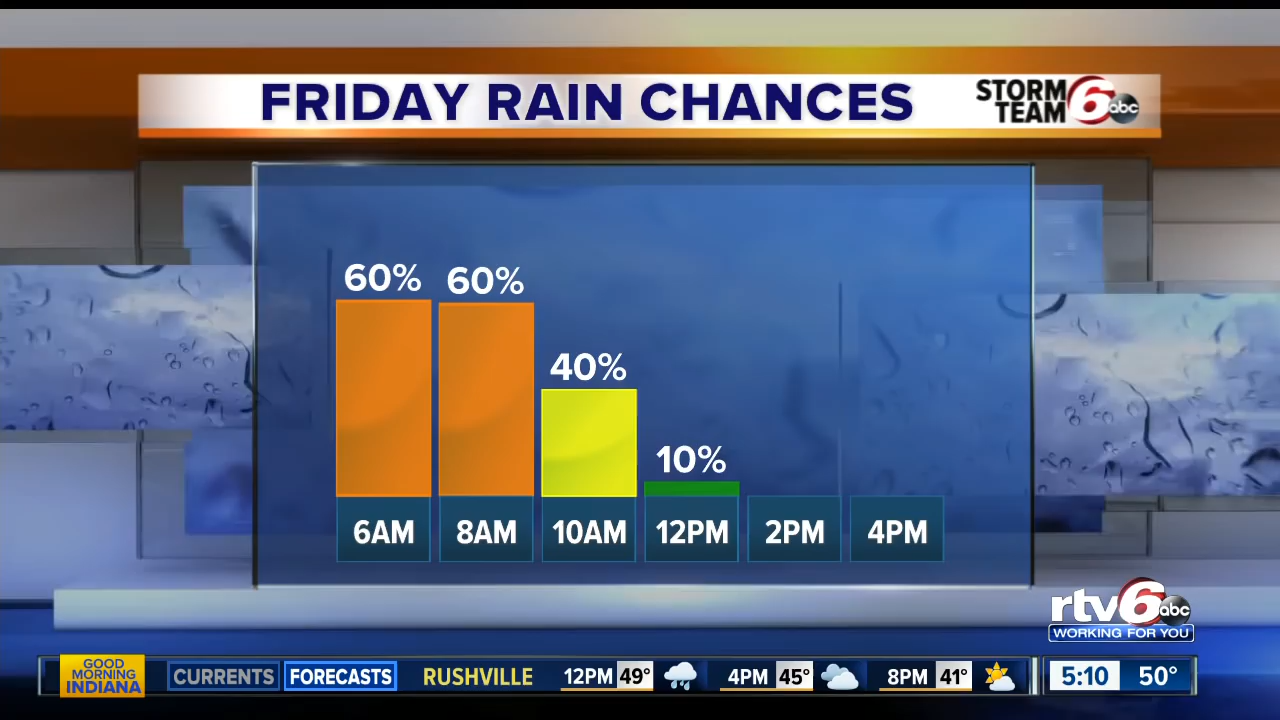 FRIDAY RAIN CHANCES
STORM
TEAM 6 abc
60% 60%
40%
10%
6AM 8AM 10AM 12PM 2PM 4PM
rtv6 abc
WORKING FOR YOU
GOOD
MORNING
INDIANA
CURRENTS FORECASTS RUSHVILLE 12PM 49° 4PM 45° 8PM 41° 5:10 50°